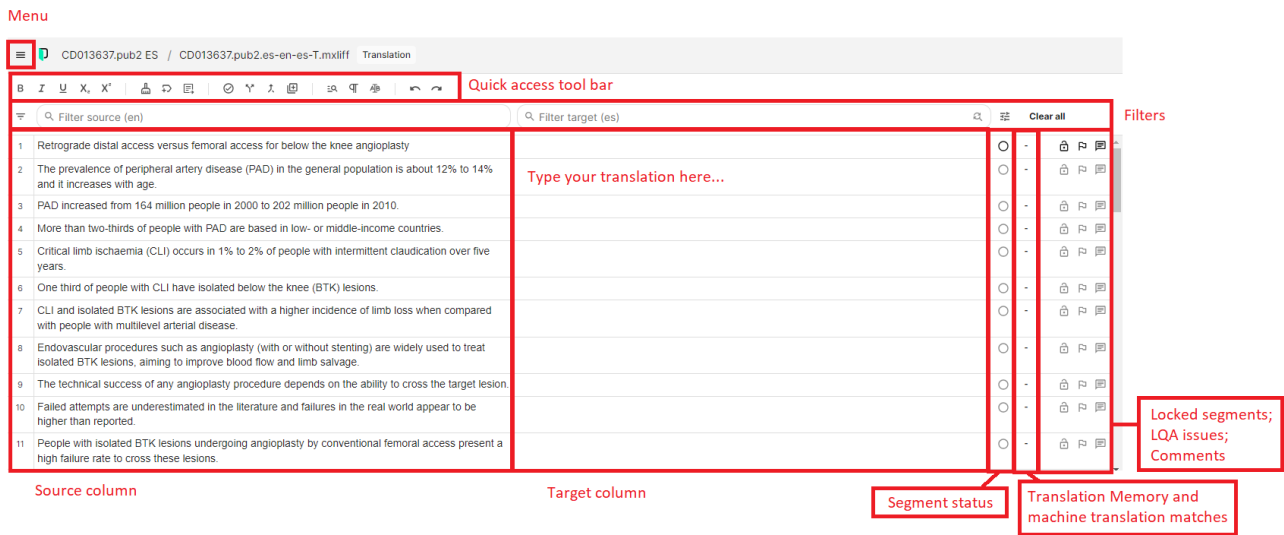 Menu
CD013637.pub2 ES / CD013637.pub2.es-en-es-T.mxliff Translation
B I U X₂ X² Quick access tool bar
Filter source (en) Filter target (es) Clear all Filters
1 Retrograde distal access versus femoral access for below the knee angioplasty -
2 The prevalence of peripheral artery disease (PAD) in the general population is about 12% to 14% -
and it increases with age.
Type your translation here...
3 PAD increased from 164 million people in 2000 to 202 million people in 2010. -
4 More than two-thirds of people with PAD are based in low- or middle-income countries. -
5 Critical limb ischaemia (CLI) occurs in 1% to 2% of people with intermittent claudication over five -
years.
6 One third of people with CLI have isolated below the knee (BTK) lesions. -
7 CLI and isolated BTK lesions are associated with a higher incidence of limb loss when compared -
with people with multilevel arterial disease.
8 Endovascular procedures such as angioplasty (with or without stenting) are widely used to treat -
isolated BTK lesions, aiming to improve blood flow and limb salvage.
9 The technical success of any angioplasty procedure depends on the ability to cross the target lesion. -
10 Failed attempts are underestimated in the literature and failures in the real world appear to be -
higher than reported.
11 People with isolated BTK lesions undergoing angioplasty by conventional femoral access present a -
high failure rate to cross these lesions.
Locked segments;
LQA issues;
Comments
Source column
Target column
Segment status
Translation Memory and
machine translation matches